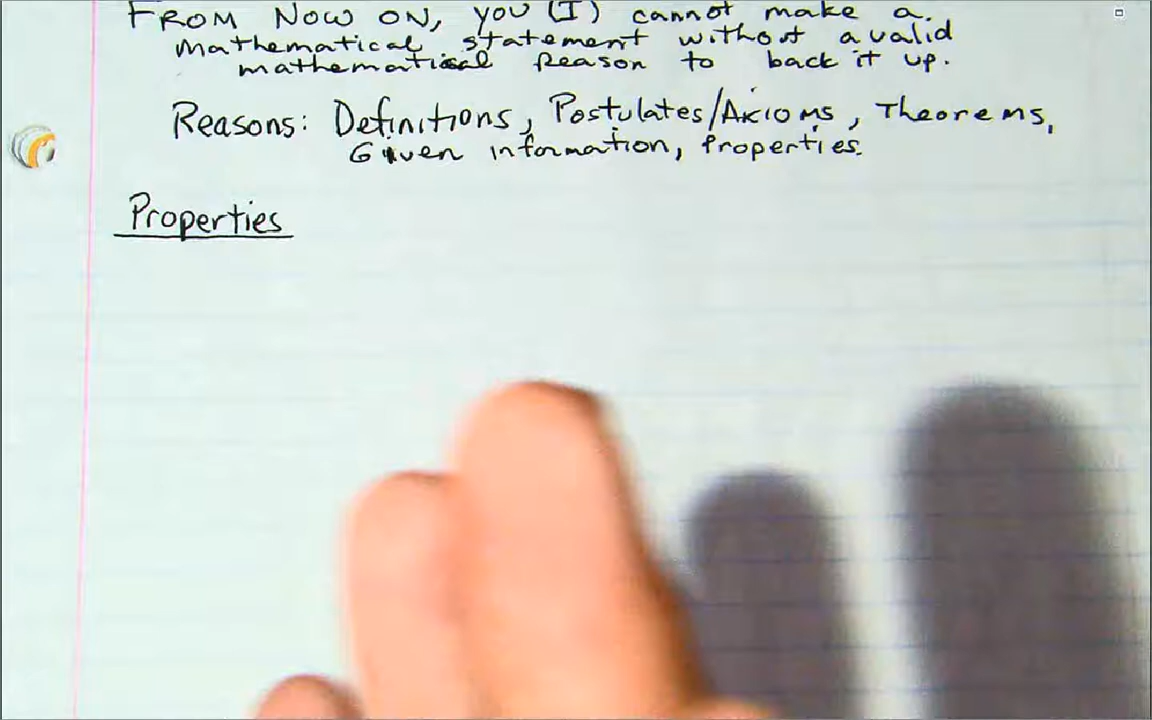 From Now on, you (I) cannot make a.
mathematical statement without a valid
mathematical Reason to back it up.
Reasons: Definitions, Postulates/Axioms, Theorems,
Given information, Properties.
Properties